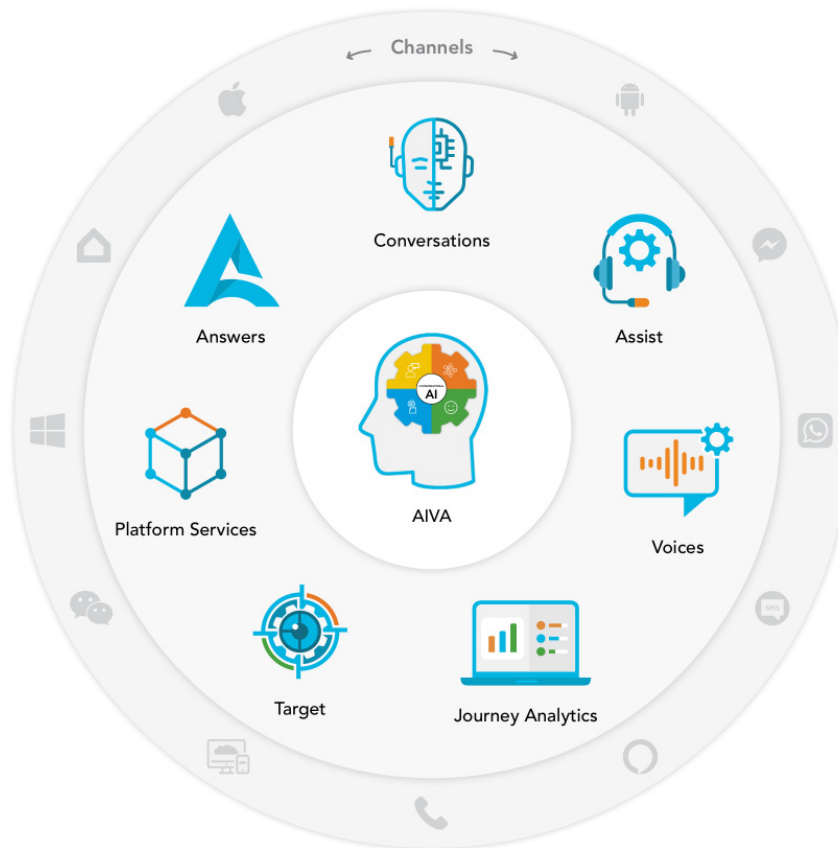 Channels
Conversations
Answers
Assist
AI
AIVA
Platform Services
Voices
SMS
Target
Journey Analytics